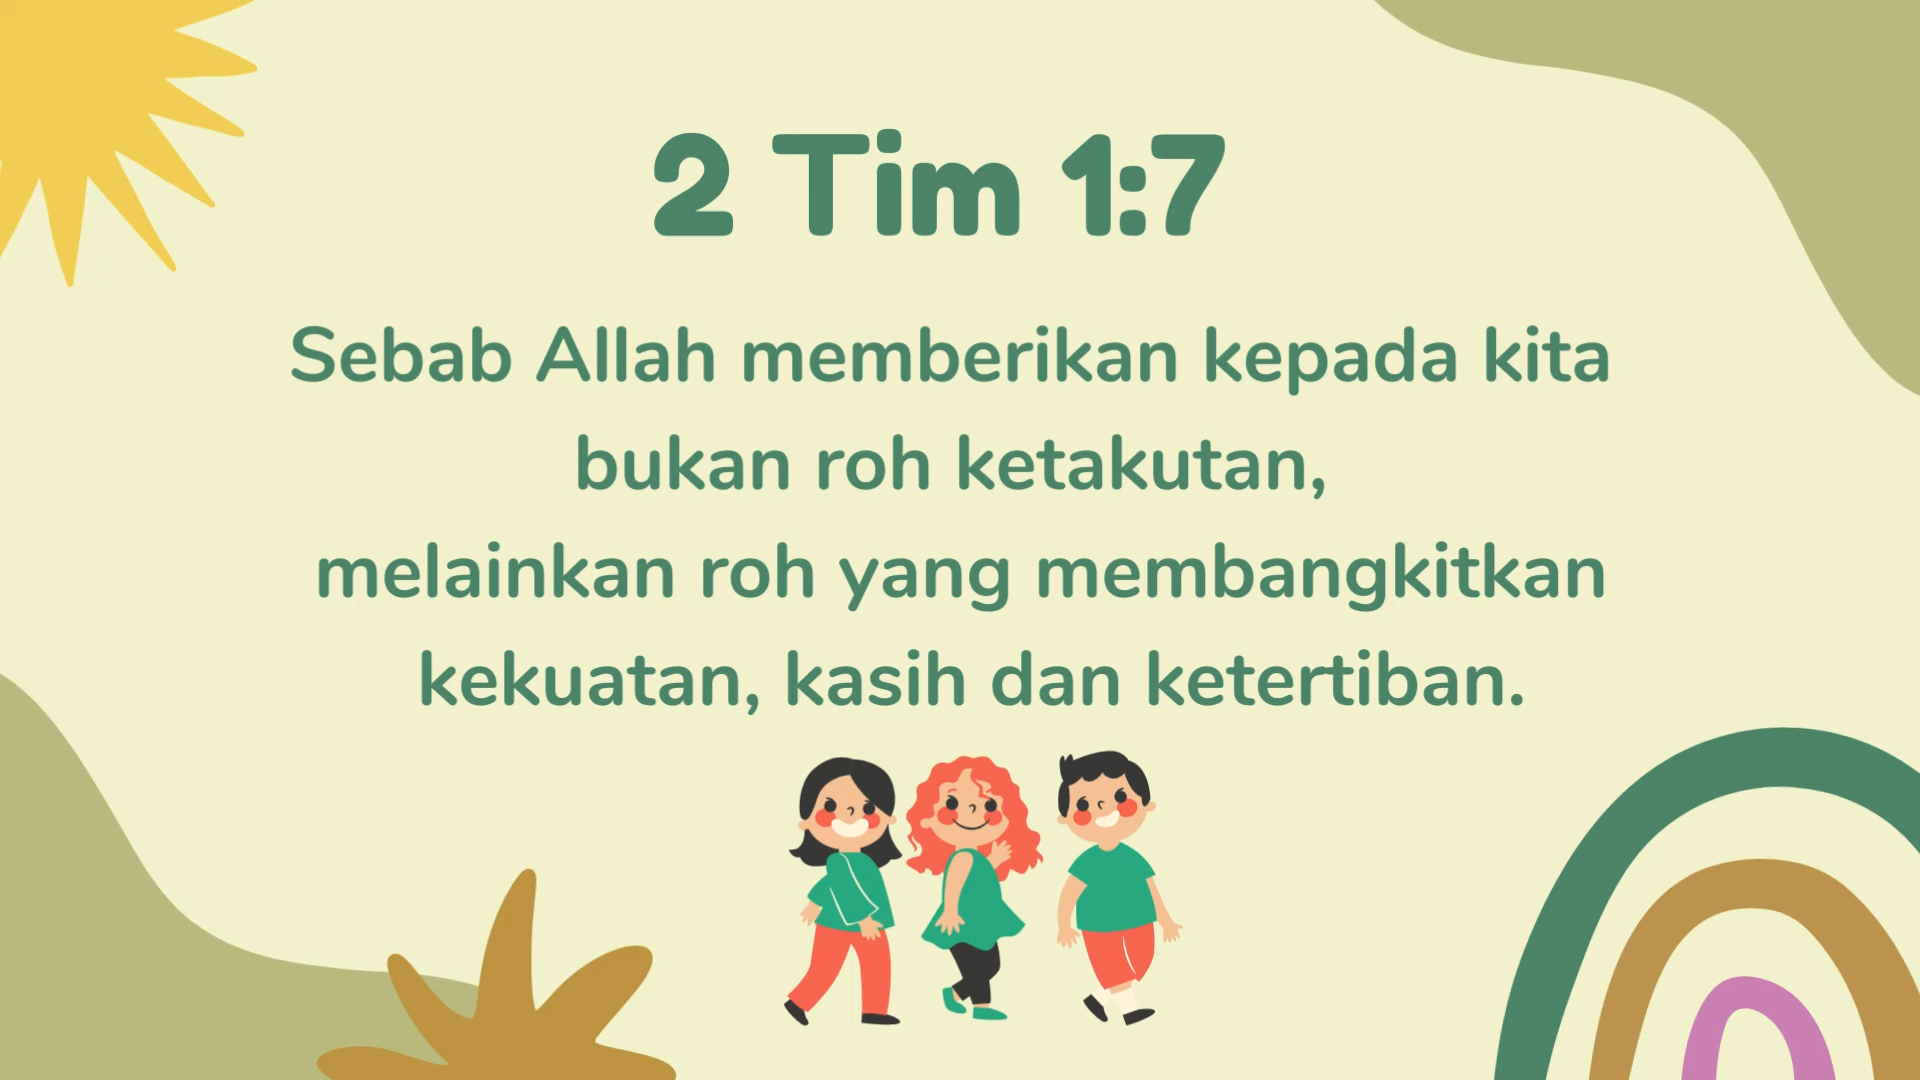 2 Tim 1:7
Sebab Allah memberikan kepada kita
bukan roh ketakutan,
melainkan roh yang membangkitkan
kekuatan, kasih dan ketertiban.